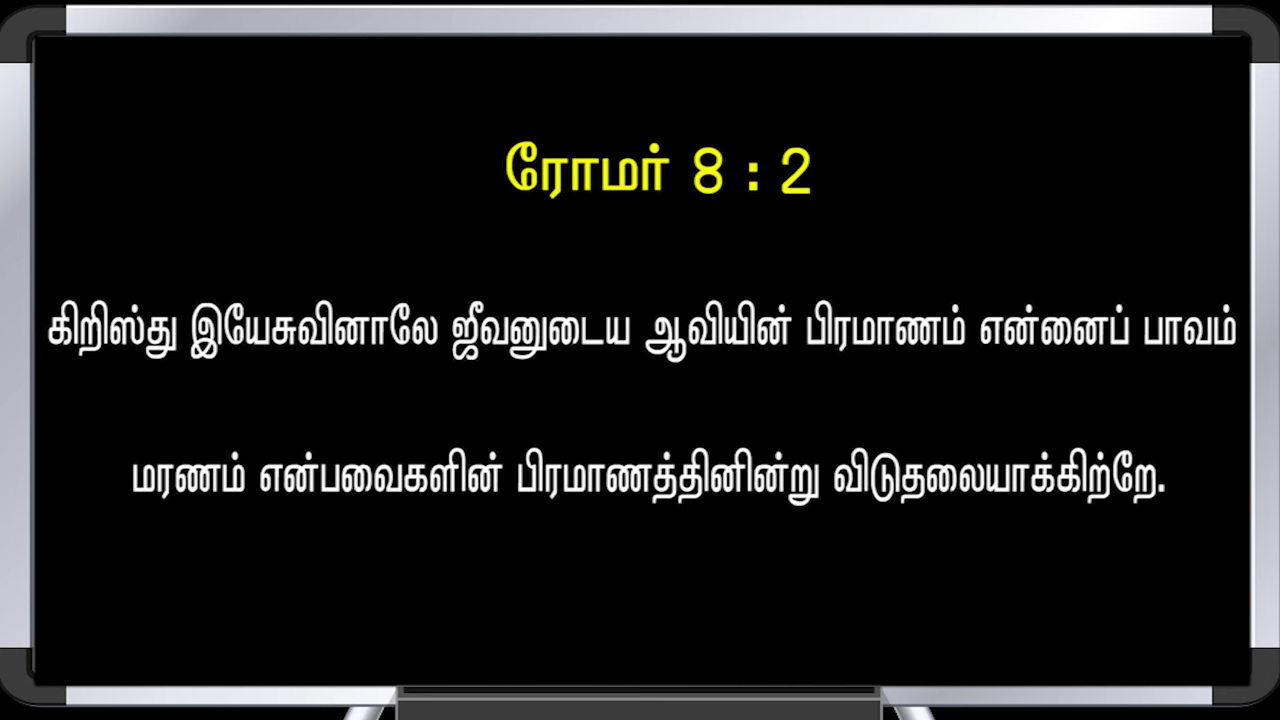 ரோமர் 8 : 2
கிறிஸ்து இயேசுவினாலே ஜீவனுடைய ஆவியின் பிரமாணம் என்னைப் பாவம்
மரணம் என்பவைகளின் பிரமாணத்தினின்று விடுதலையாக்கிற்றே.